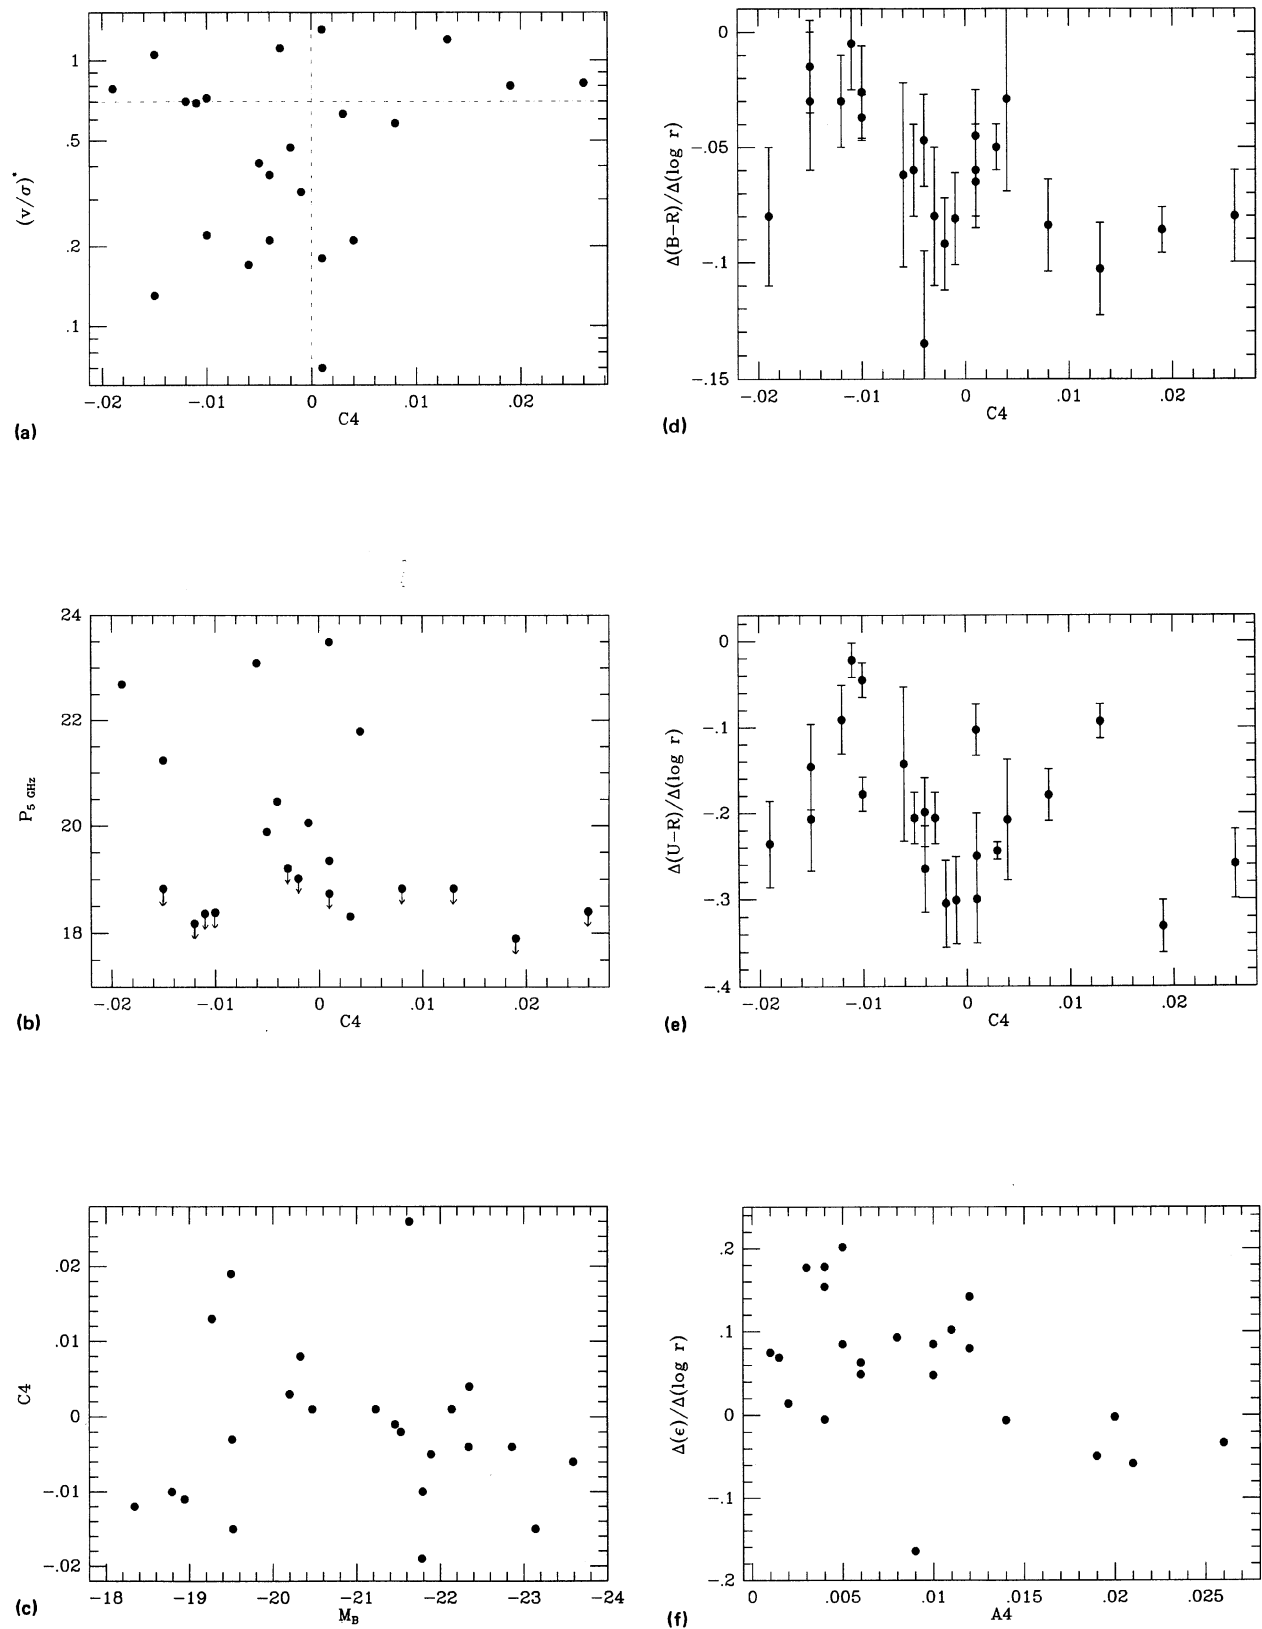 1
.5
.2
.1
(v/σ)*
−.02 −.01 0 .01 .02
C4
(a)
24
22
20
18
P5 GHz
−.02 −.01 0 .01 .02
C4
(b)
.02
.01
0
−.01
−.02
C4
−18 −19 −20 −21 −22 −23 −24
MB
(c)
0
−.05
−.1
−.15
Δ(B−R)/Δ(log r)
−.02 −.01 0 .01 .02
C4
(d)
0
−.1
−.2
−.3
−.4
Δ(U−R)/Δ(log r)
−.02 −.01 0 .01 .02
C4
(e)
.2
.1
0
−.1
−.2
Δ(ϵ)/Δ(log r)
0 .005 .01 .015 .02 .025
A4
(f)